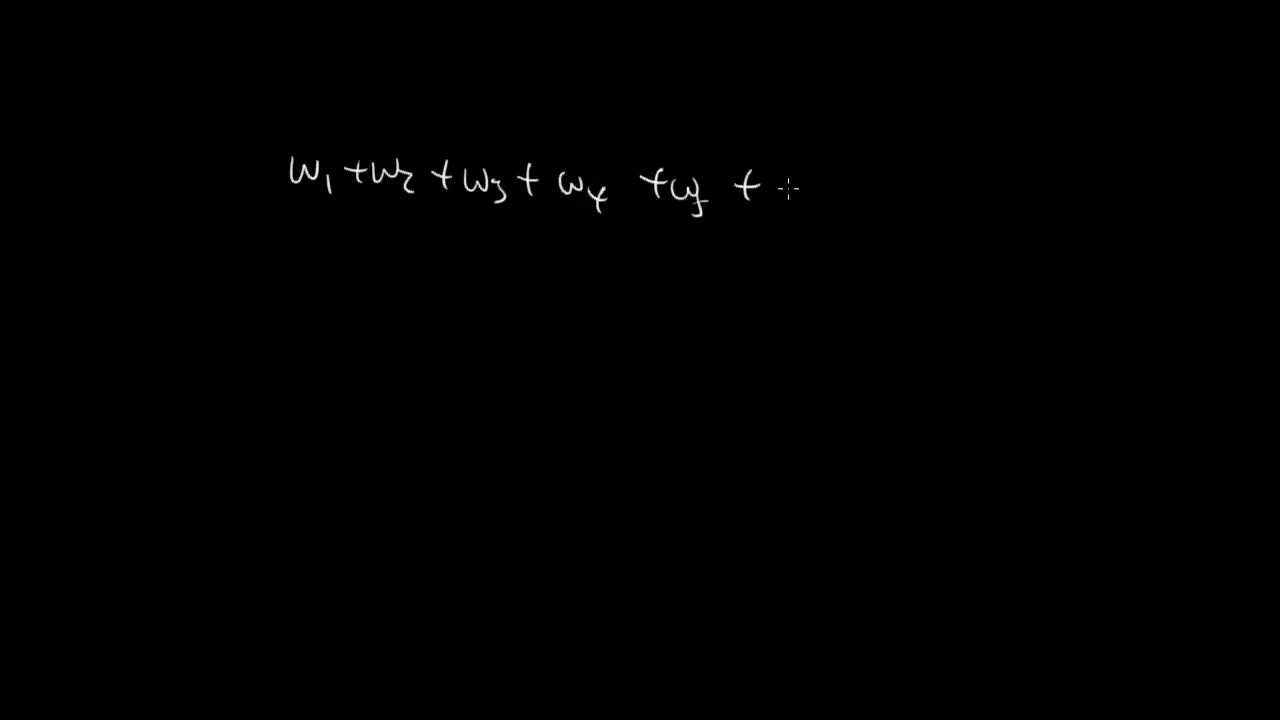 w₁ + w₂ + w₃ + w₄ + w₅ +